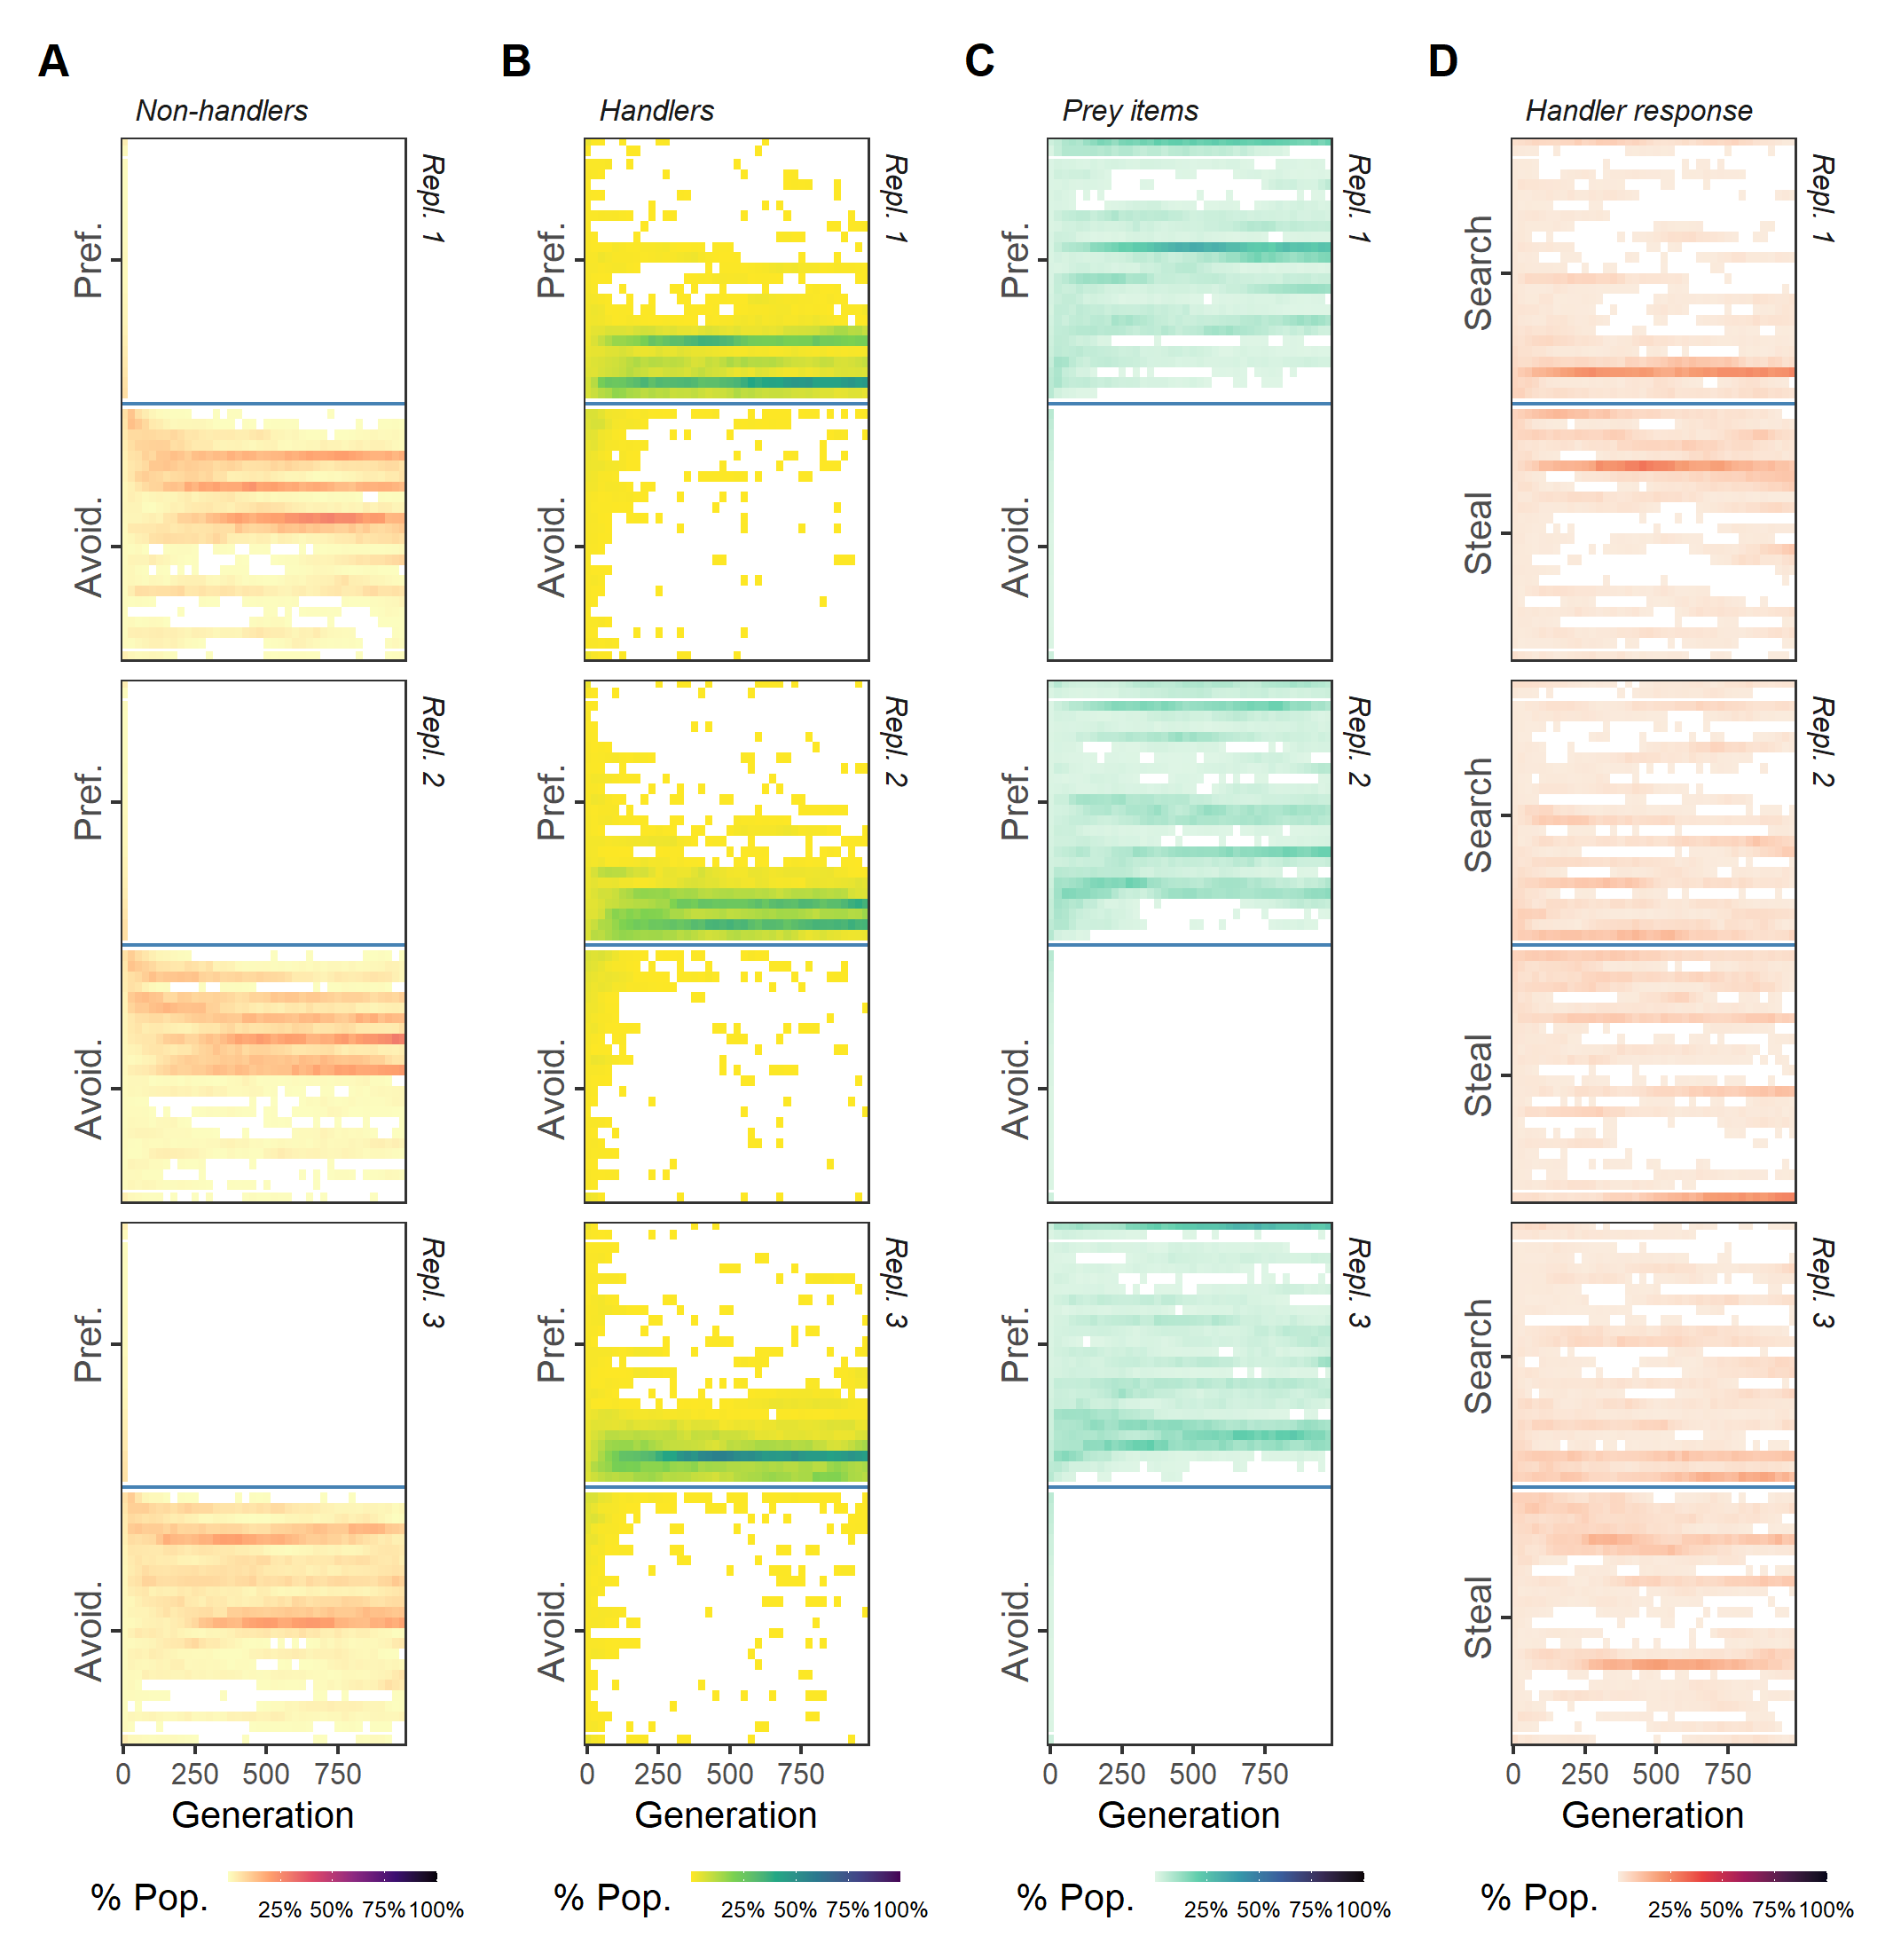 A B C D
Non-handlers Handlers Prey items Handler response
Pref. Avoid. Repl. 1 Pref. Avoid. Repl. 1 Pref. Avoid. Repl. 1 Search Steal Repl. 1
Pref. Avoid. Repl. 2 Pref. Avoid. Repl. 2 Pref. Avoid. Repl. 2 Search Steal Repl. 2
Pref. Avoid. Repl. 3 Pref. Avoid. Repl. 3 Pref. Avoid. Repl. 3 Search Steal Repl. 3
0 250 500 750 0 250 500 750 0 250 500 750 0 250 500 750
Generation Generation Generation Generation
% Pop. 25% 50% 75% 100% % Pop. 25% 50% 75% 100% % Pop. 25% 50% 75% 100% % Pop. 25% 50% 75% 100%